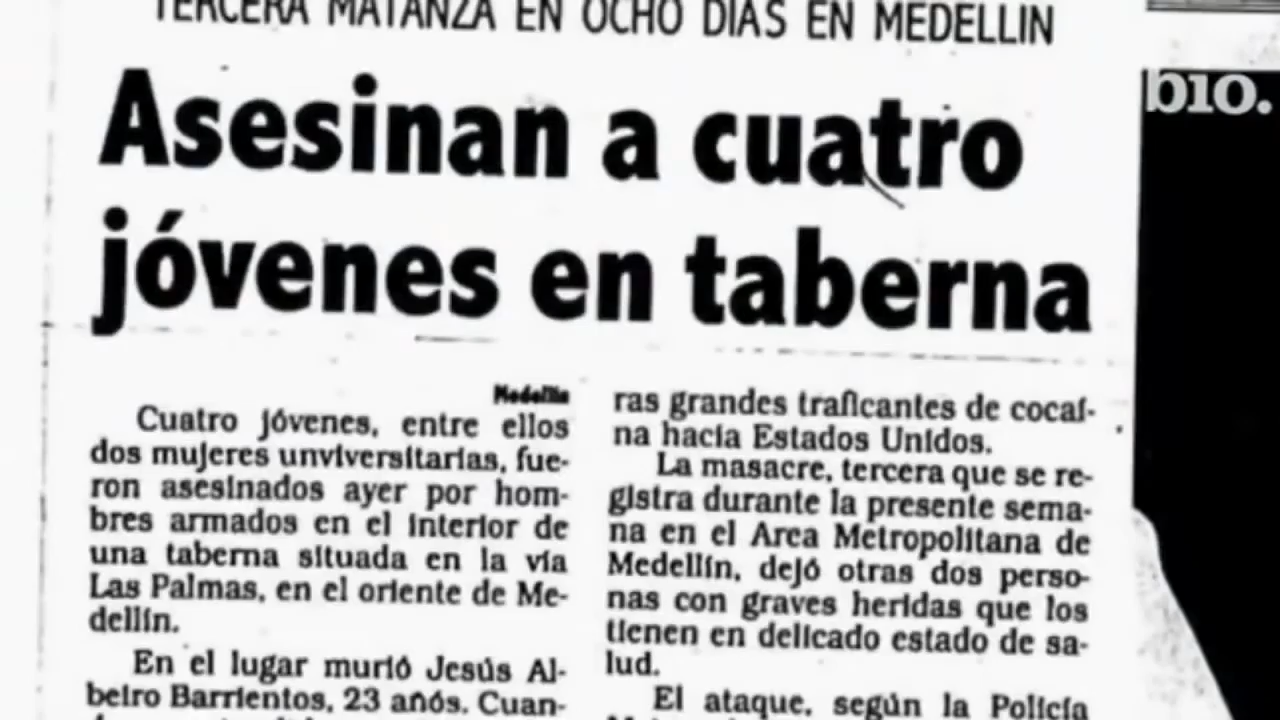 TERCERA MATANZA EN OCHO DIAS EN MEDELLIN
bio.
Asesinan a cuatro
jóvenes en taberna
Medellín
Cuatro jóvenes, entre ellos
dos mujeres unviversitarias, fue-
ron asesinados ayer por hom-
bres armados en el interior de
una taberna situada en la vía
Las Palmas, en el oriente de Me-
dellín.
En el lugar murió Jesús Al-
beiro Barrientos, 23 añós. Cuan-
ras grandes traficantes de cocaí-
na hacia Estados Unidos.
La masacre, tercera que se re-
gistra durante la presente sema-
na en el Area Metropolitana de
Medellín, dejó otras dos perso-
nas con graves heridas que los
tienen en delicado estado de sa-
lud.
El ataque, según la Policía